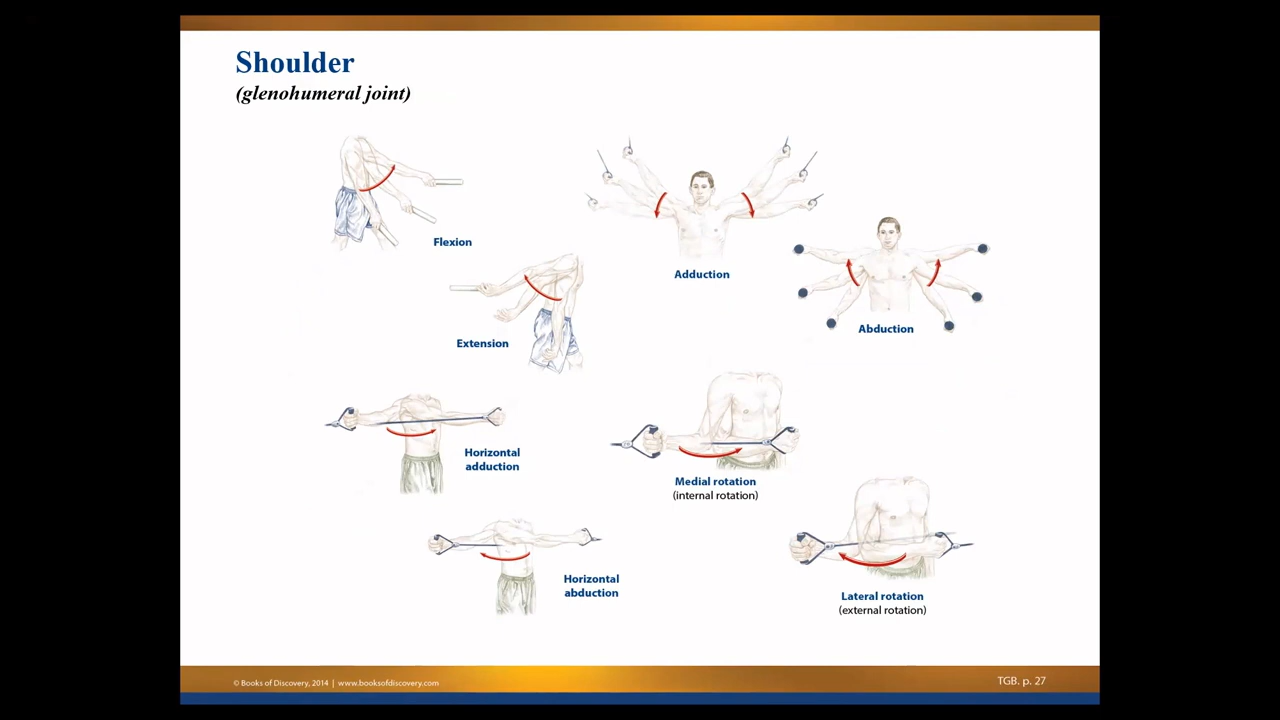 Shoulder
(glenohumeral joint)
Flexion
Adduction
Abduction
Extension
Horizontal
adduction
Medial rotation
(internal rotation)
Horizontal
abduction
Lateral rotation
(external rotation)
© Books of Discovery, 2014 | www.booksofdiscovery.com
TGB. p. 27